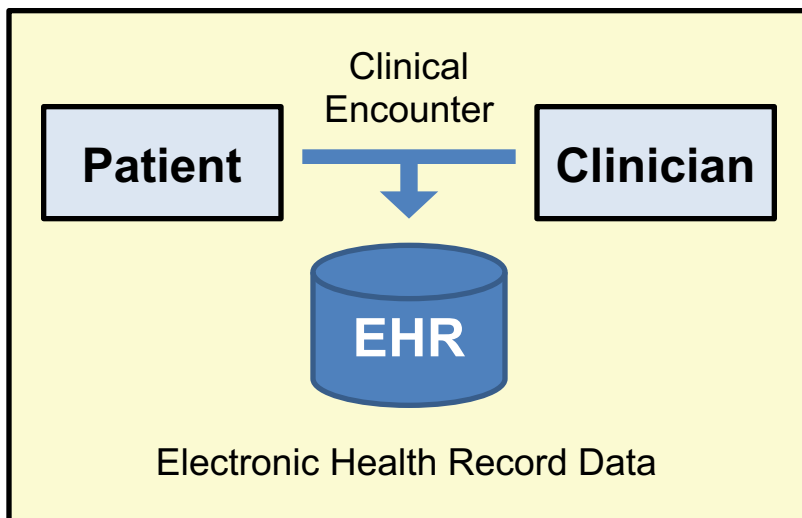 Clinical
Encounter
Patient
Clinician
EHR
Electronic Health Record Data